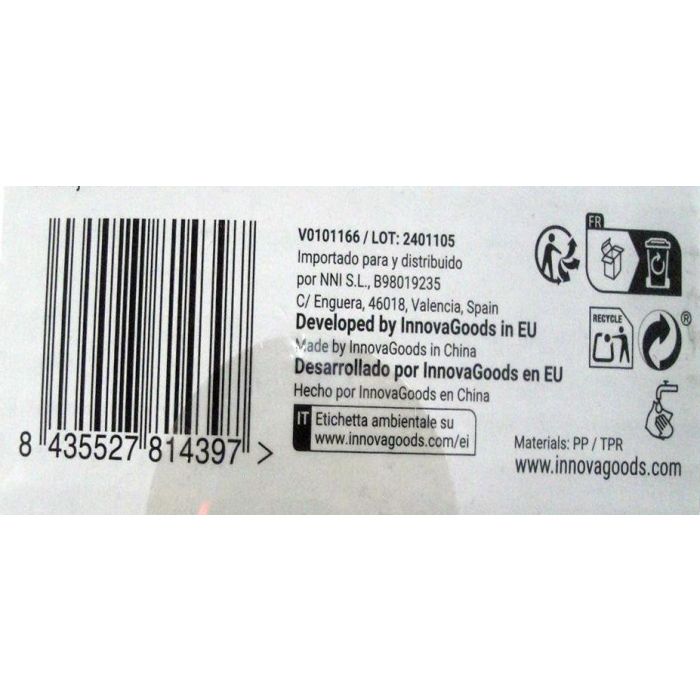 V0101166 / LOT: 2401105
Importado para y distribuido
por NNI S.L., B98019235
C/ Enguera, 46018, Valencia, Spain
Developed by InnovaGoods in EU
Made by InnovaGoods in China
Desarrollado por InnovaGoods en EU
Hecho por InnovaGoods en China
IT Etichetta ambientale su
www.innovagoods.com/ei
8 435527 814397 >
FR
RECYCLE
®
Materials: PP / TPR
www.innovagoods.com